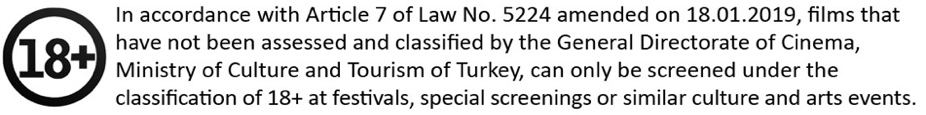 18+
In accordance with Article 7 of Law No. 5224 amended on 18.01.2019, films that
have not been assessed and classified by the General Directorate of Cinema,
Ministry of Culture and Tourism of Turkey, can only be screened under the
classification of 18+ at festivals, special screenings or similar culture and arts events.